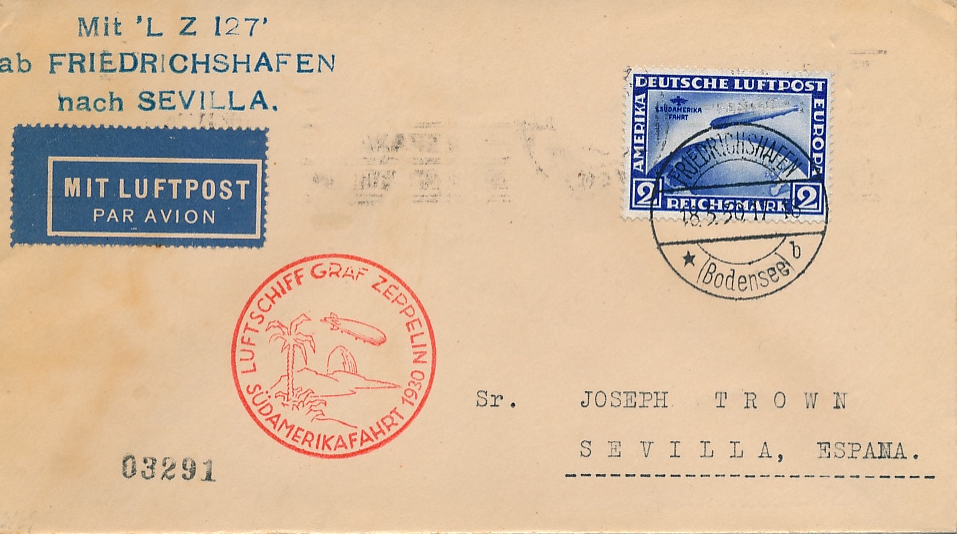 Mit 'L Z 127'
ab FRIEDRICHSHAFEN
nach SEVILLA.
MIT LUFTPOST
PAR AVION
DEUTSCHE LUFTPOST
AMERIKA
EUROPA
1. SÜDAMERIKA
FAHRT
2 REICHSMARK 2
FRIEDRICHSHAFEN
18.5.30.17-18
(Bodensee) b
LUFTSCHIFF GRAF ZEPPELIN 1930
SÜDAMERIKAFAHRT
Sr. JOSEPH TROWN
SEVILLA, ESPANA.
03291